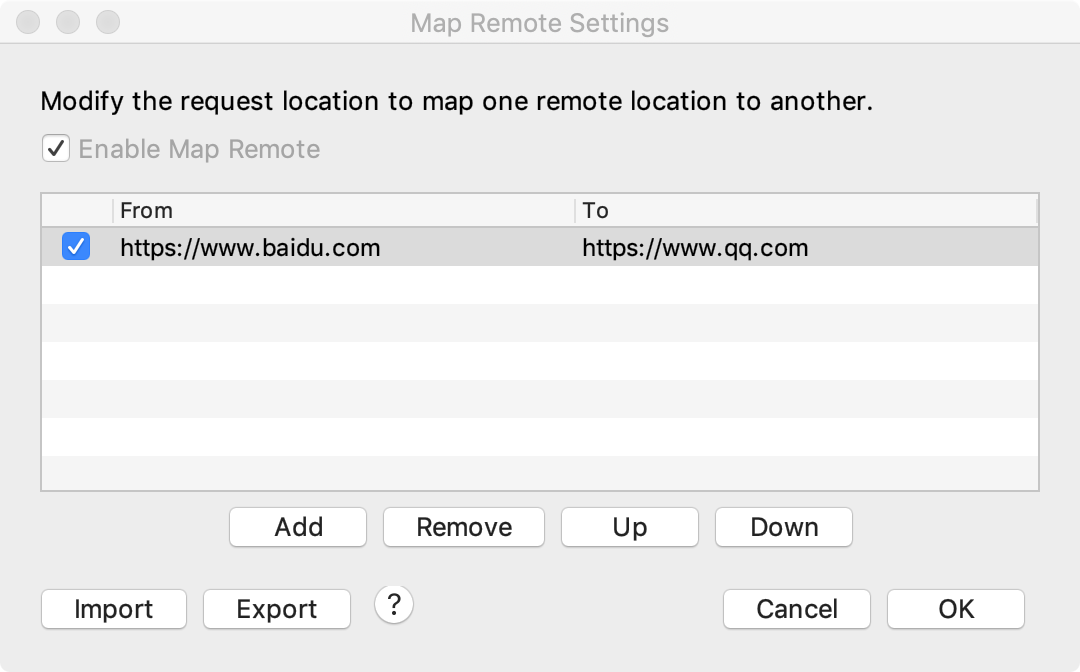 Map Remote Settings
Modify the request location to map one remote location to another.
Enable Map Remote
From To
https://www.baidu.com https://www.qq.com
Add Remove Up Down
Import Export ? Cancel OK